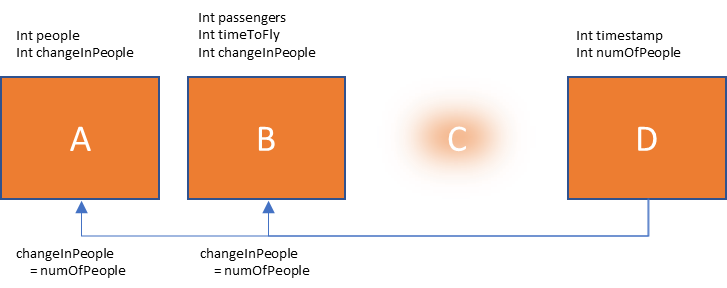 Int people
Int changeInPeople
Int passengers
Int timeToFly
Int changeInPeople
Int timestamp
Int numOfPeople
A
B
C
D
changeInPeople
= numOfPeople
changeInPeople
= numOfPeople